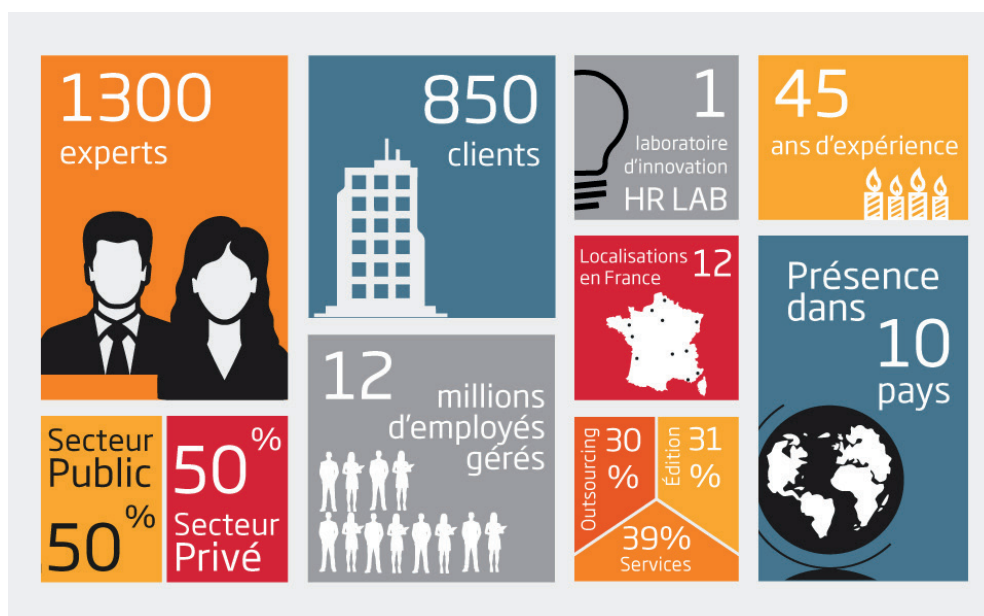 1300
experts
850
clients
1
laboratoire
d'innovation
HR LAB
45
ans d'expérience
Localisations
en France 12
Présence
dans
10
pays
12
millions
d'employés
gérés
Secteur
Public
50%
50%
Secteur
Privé
Outsourcing
30
%
Édition
31
%
39%
Services